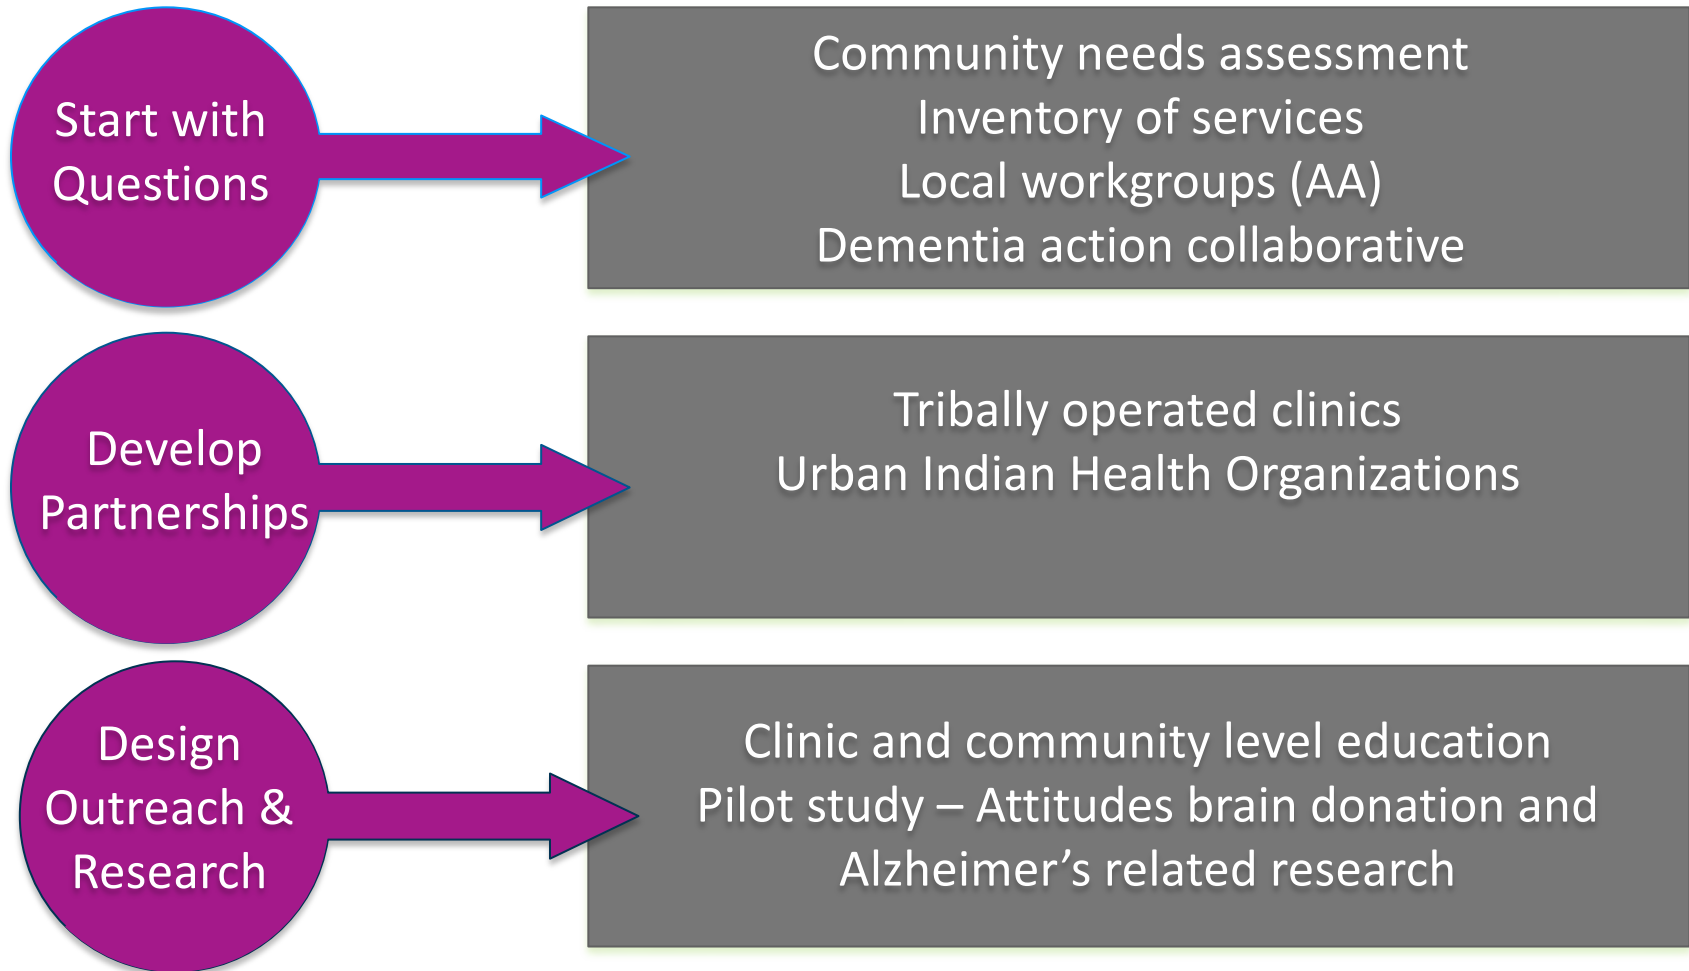 Start with
Questions
Community needs assessment
Inventory of services
Local workgroups (AA)
Dementia action collaborative
Develop
Partnerships
Tribally operated clinics
Urban Indian Health Organizations
Design
Outreach &
Research
Clinic and community level education
Pilot study – Attitudes brain donation and
Alzheimer’s related research